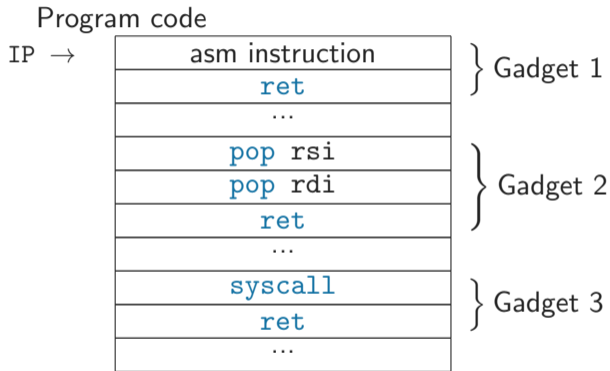 Program code
IP → asm instruction
ret
Gadget 1
...
pop rsi
pop rdi
Gadget 2
ret
...
syscall
ret
Gadget 3
...